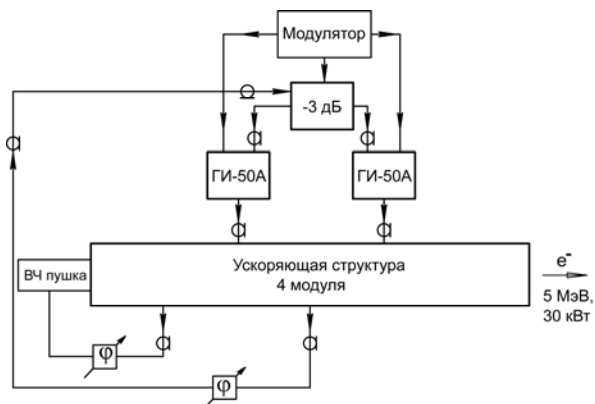 Модулятор
-3 дБ
ГИ-50А
ГИ-50А
ВЧ пушка
Ускоряющая структура
4 модуля
e-
5 МэВ,
30 кВт
φ
φ